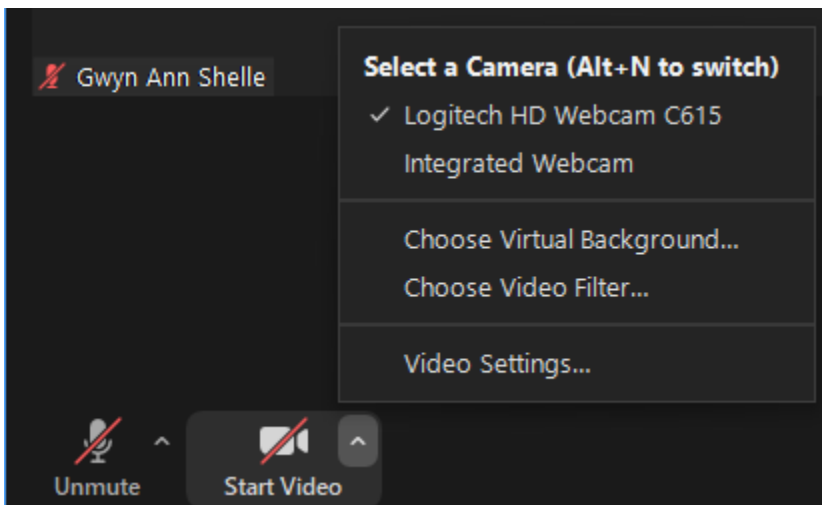 Gwyn Ann Shelle
Select a Camera (Alt+N to switch)
Logitech HD Webcam C615
Integrated Webcam
Choose Virtual Background...
Choose Video Filter...
Video Settings...
Unmute
Start Video